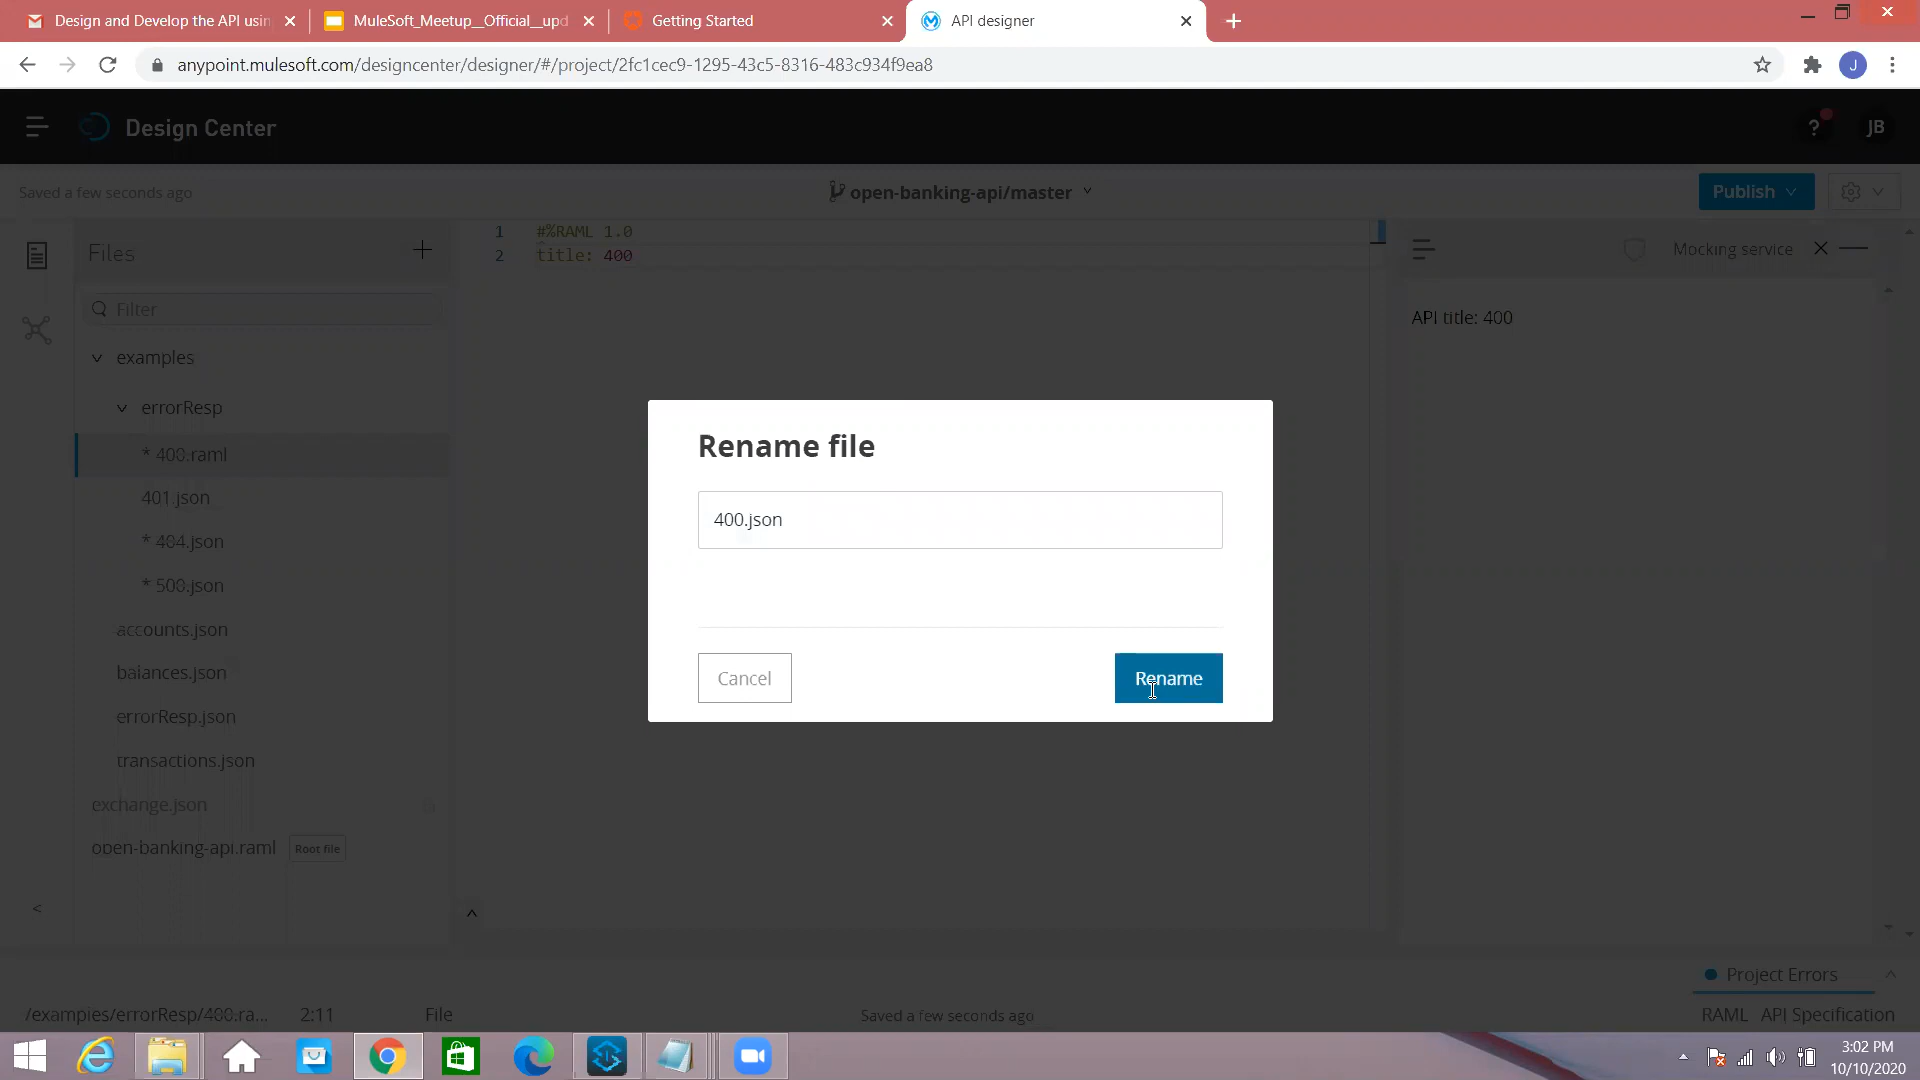 Design and Develop the API usin
MuleSoft_Meetup__Official__upd
Getting Started
API designer
anypoint.mulesoft.com/designcenter/designer/#/project/2fc1cec9-1295-43c5-8316-483c934f9ea8
J
Design Center
?
JB
Saved a few seconds ago
open-banking-api/master
Publish
Files
1 #%RAML 1.0
2 title: 400
Mocking service
Filter
API title: 400
examples
errorResp
* 400.raml
401.json
* 404.json
* 500.json
accounts.json
balances.json
errorResp.json
transactions.json
exchange.json
open-banking-api.raml Root file
Rename file
400.json
Cancel
Rename
Project Errors
/examples/errorResp/400.ra... 2:11 File Saved a few seconds ago RAML API Specification
3:02 PM
10/10/2020